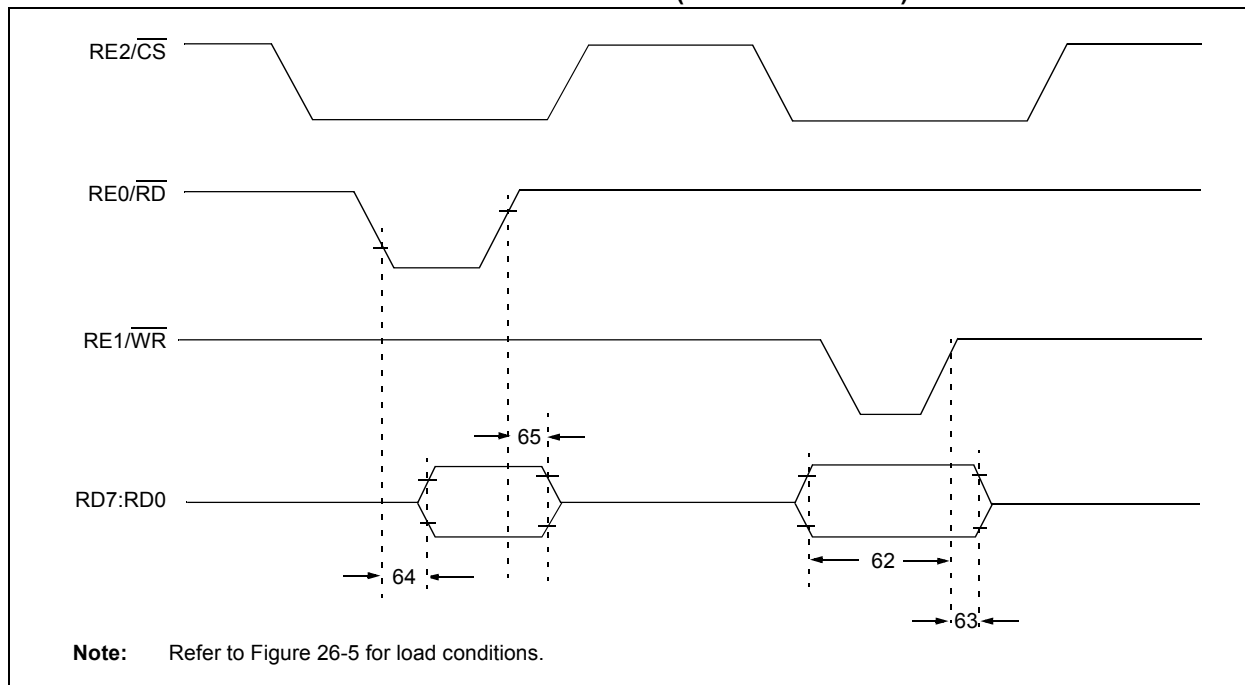 RE2/CS
RE0/RD
RE1/WR
65
RD7:RD0
62
64
63
Note: Refer to Figure 26-5 for load conditions.